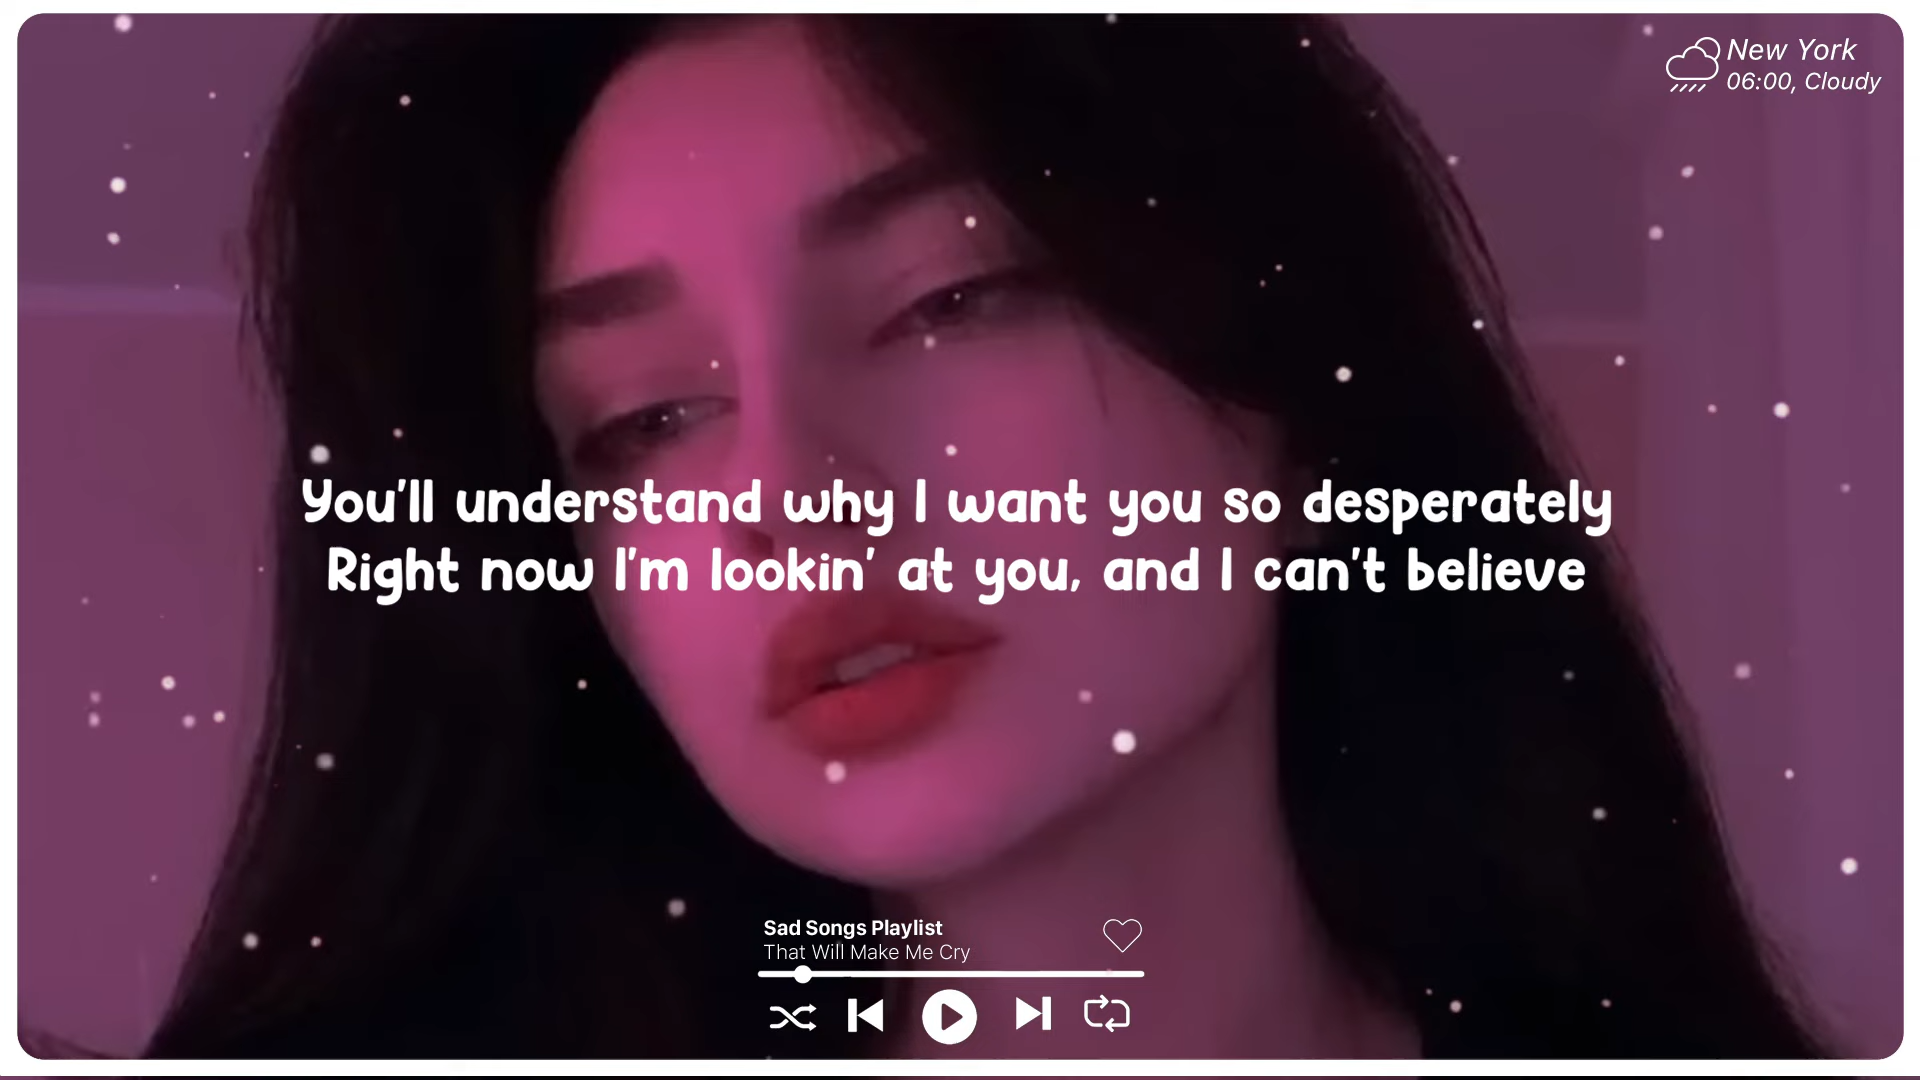 New York
06:00, Cloudy
You'll understand why I want you so desperately
Right now I'm lookin' at you, and I can't believe
Sad Songs Playlist
That Will Make Me Cry